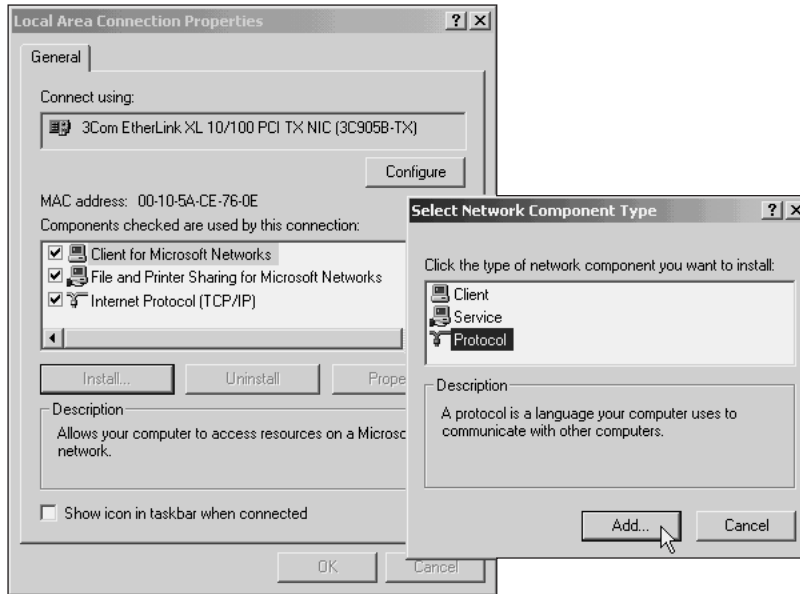 Local Area Connection Properties
General
Connect using:
3Com EtherLink XL 10/100 PCI TX NIC (3C905B-TX)
Configure
MAC address: 00-10-5A-CE-76-0E
Components checked are used by this connection:
Client for Microsoft Networks
File and Printer Sharing for Microsoft Networks
Internet Protocol (TCP/IP)
Install...
Uninstall
Prope
Description
Allows your computer to access resources on a Microsc
network.
Show icon in taskbar when connected
OK
Cancel
Select Network Component Type
Click the type of network component you want to install:
Client
Service
Protocol
Description
A protocol is a language your computer uses to
communicate with other computers.
Add...
Cancel